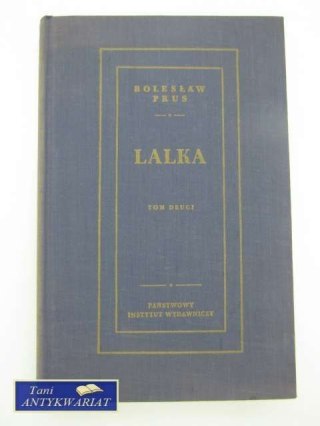 BOLESŁAW
PRUS
LALKA
TOM DRUGI
PAŃSTWOWY
INSTYTUT WYDAWNICZY
Tani
ANTYKWARIAT